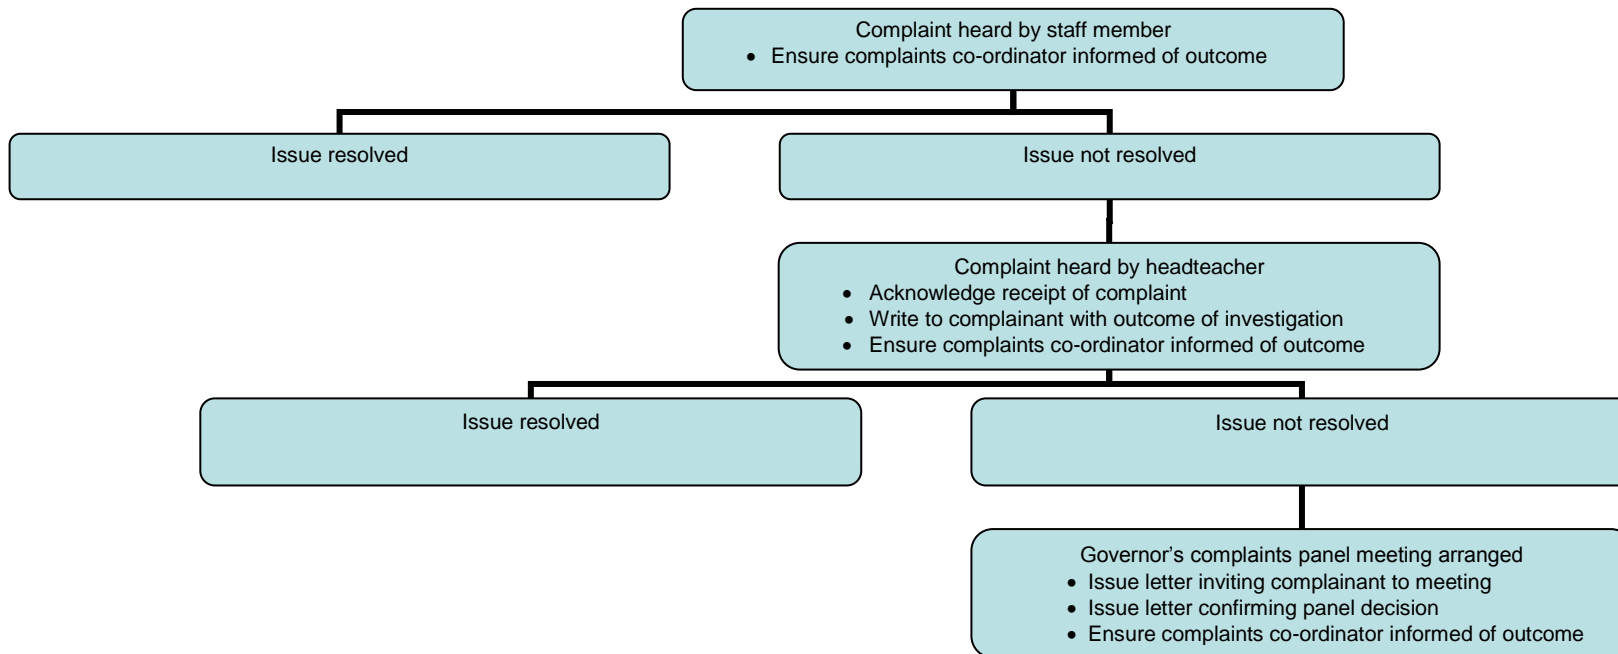 Complaint heard by staff member
• Ensure complaints co-ordinator informed of outcome
Issue resolved
Issue not resolved
Complaint heard by headteacher
• Acknowledge receipt of complaint
• Write to complainant with outcome of investigation
• Ensure complaints co-ordinator informed of outcome
Issue resolved
Issue not resolved
Governor’s complaints panel meeting arranged
• Issue letter inviting complainant to meeting
• Issue letter confirming panel decision
• Ensure complaints co-ordinator informed of outcome